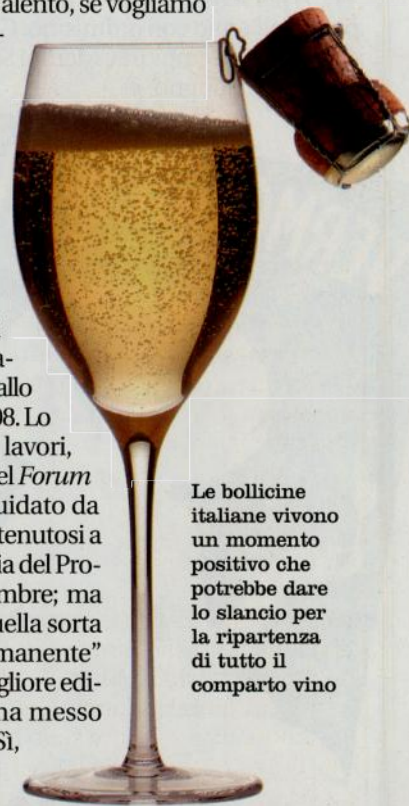 alento, se vogliamo
-
a-
allo
08. Lo
lavori,
el Forum
uidato da
tenutosi a
ia del Pro-
mbre; ma
uella sorta
manente”
gliore edi-
na messo
Sì,
Le bollicine
italiane vivono
un momento
positivo che
potrebbe dare
lo slancio per
la ripartenza
di tutto il
comparto vino